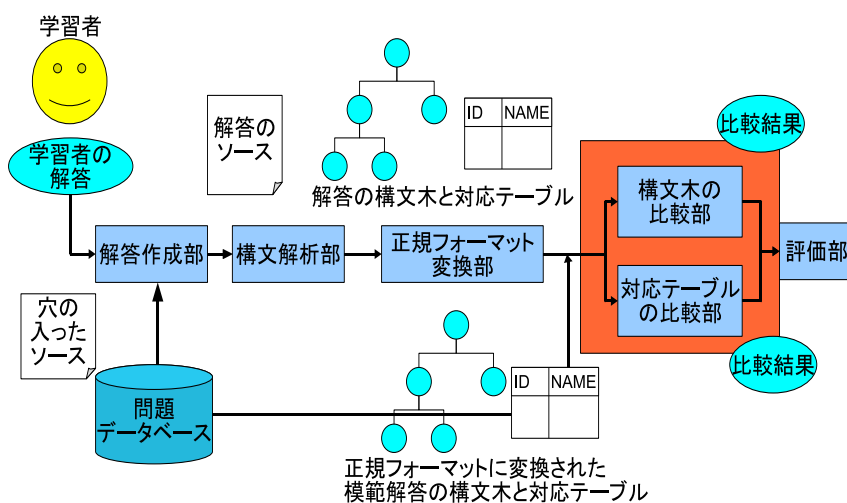 学習者
学習者の
解答
解答の
ソース
ID NAME
解答の構文木と対応テーブル
比較結果
構文木の
比較部
解答作成部
構文解析部
正規フォーマット
変換部
対応テーブル
の比較部
評価部
比較結果
穴の
入った
ソース
問題
データベース
ID NAME
正規フォーマットに変換された
模範解答の構文木と対応テーブル